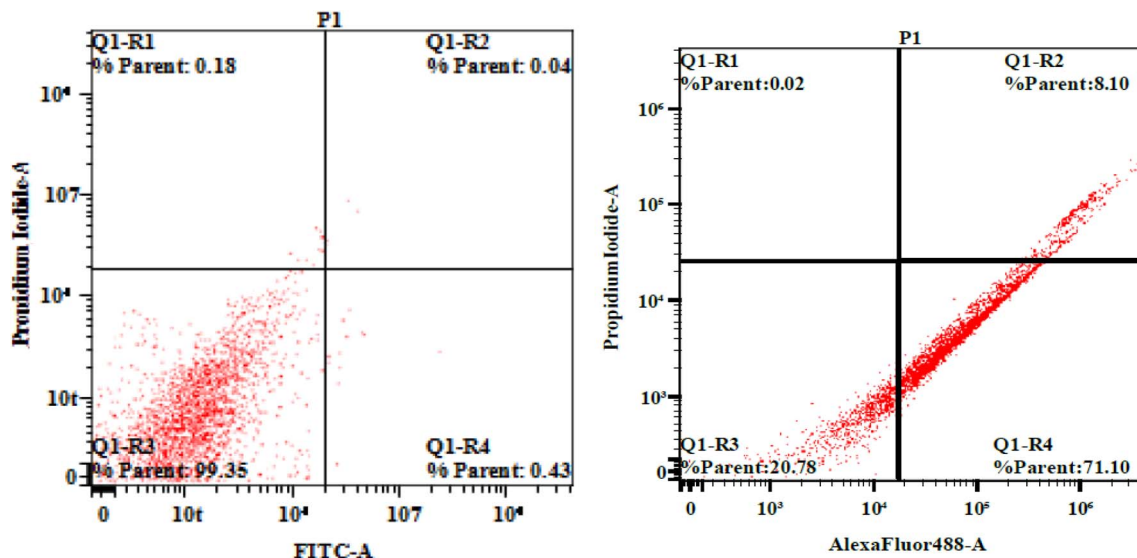 P1
Q1-R1
% Parent: 0.18
Q1-R2
% Parent: 0.04
Q1-R3
% Parent: 99.35
Q1-R4
% Parent: 0.43
10⁷
10t
0
Propidium Iodide-A
0
10t
10⁷
FITC-A
P1
Q1-R1
%Parent:0.02
Q1-R2
%Parent:8.10
Q1-R3
%Parent:20.78
Q1-R4
%Parent:71.10
10⁶
10⁵
10⁴
10³
0
Propidium Iodide-A
0
10³
10⁴
10⁵
10⁶
AlexaFluor488-A